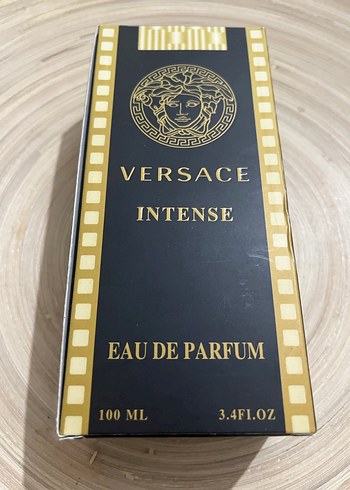 VERSACE
INTENSE
EAU DE PARFUM
100 ML 3.4Fl.OZ